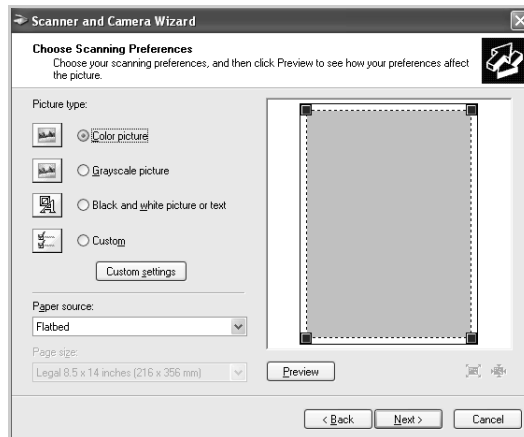 Scanner and Camera Wizard
Choose Scanning Preferences
Choose your scanning preferences, and then click Preview to see how your preferences affect
the picture.
Picture type:
Color picture
Grayscale picture
Black and white picture or text
Custom
Custom settings
Paper source:
Flatbed
Page size:
Legal 8.5 x 14 inches (216 x 356 mm)
Preview
< Back
Next >
Cancel